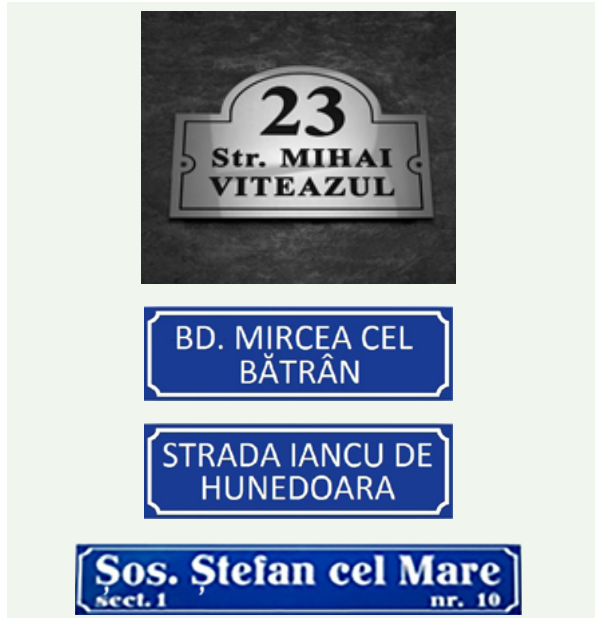 23
Str. MIHAI
VITEAZUL
BD. MIRCEA CEL
BĂTRÂN
STRADA IANCU DE
HUNEDOARA
Șos. Ștefan cel Mare
sect. 1 nr. 10